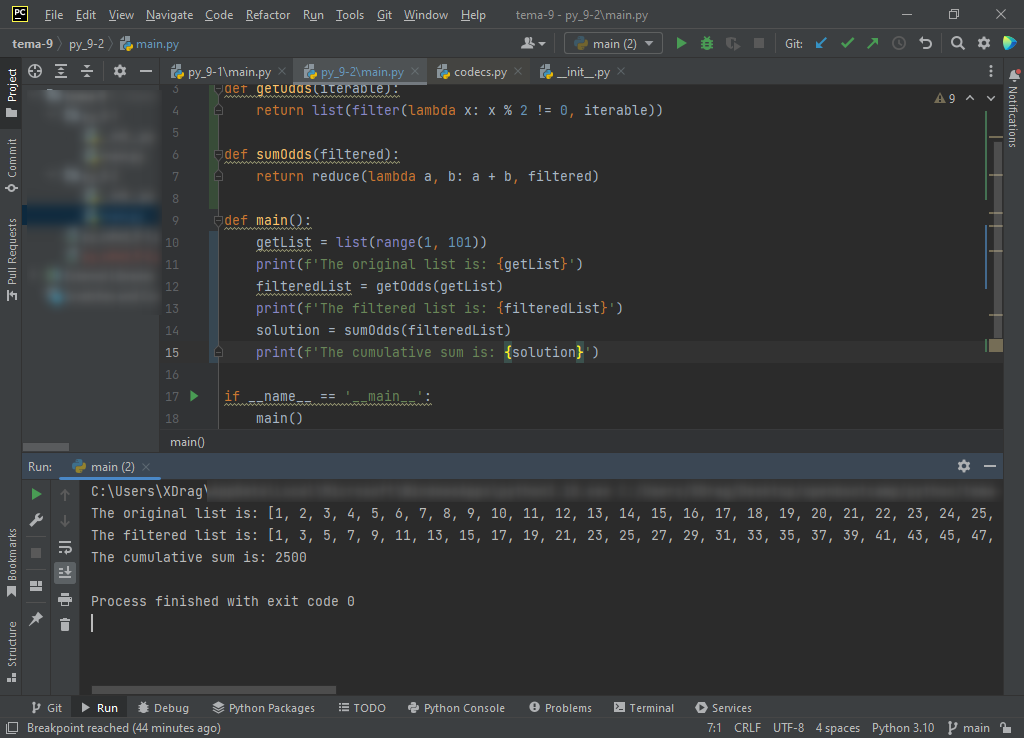 PC File Edit View Navigate Code Refactor Run Tools Git Window Help tema-9 - py_9-2\main.py
tema-9 py_9-2 main.py main (2) Git:
Project
Commit
Pull Requests
Bookmarks
Structure
py_9-1\main.py py_9-2\main.py codecs.py __init__.py
Notifications
9
3 def getOdds(iterable):
4 return list(filter(lambda x: x % 2 != 0, iterable))
5
6 def sumOdds(filtered):
7 return reduce(lambda a, b: a + b, filtered)
8
9 def main():
10 getList = list(range(1, 101))
11 print(f'The original list is: {getList}')
12 filteredList = getOdds(getList)
13 print(f'The filtered list is: {filteredList}')
14 solution = sumOdds(filteredList)
15 print(f'The cumulative sum is: {solution}')
16
17 if __name__ == '__main__':
18 main()
main()
Run: main (2)
C:\Users\XDrag\
The original list is: [1, 2, 3, 4, 5, 6, 7, 8, 9, 10, 11, 12, 13, 14, 15, 16, 17, 18, 19, 20, 21, 22, 23, 24, 25,
The filtered list is: [1, 3, 5, 7, 9, 11, 13, 15, 17, 19, 21, 23, 25, 27, 29, 31, 33, 35, 37, 39, 41, 43, 45, 47,
The cumulative sum is: 2500
Process finished with exit code 0
Git Run Debug Python Packages TODO Python Console Problems Terminal Services
Breakpoint reached (44 minutes ago) 7:1 CRLF UTF-8 4 spaces Python 3.10 main